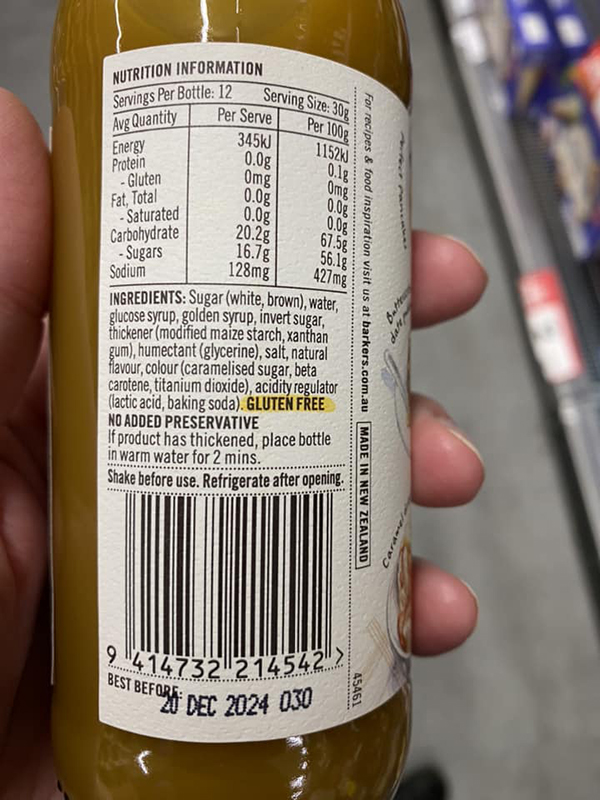 NUTRITION INFORMATION
Servings Per Bottle: 12 Serving Size: 30g
Avg Quantity Per Serve Per 100g
Energy 345kJ 1152kJ
Protein 0.0g 0.1g
- Gluten 0mg 0mg
Fat, Total 0.0g 0.0g
- Saturated 0.0g 0.0g
Carbohydrate 20.2g 67.5g
- Sugars 16.7g 56.1g
Sodium 128mg 427mg
INGREDIENTS: Sugar (white, brown), water,
glucose syrup, golden syrup, invert sugar,
thickener (modified maize starch, xanthan
gum), humectant (glycerine), salt, natural
flavour, colour (caramelised sugar, beta
carotene, titanium dioxide), acidity regulator
(lactic acid, baking soda). GLUTEN FREE
NO ADDED PRESERVATIVE
If product has thickened, place bottle
in warm water for 2 mins.
Shake before use. Refrigerate after opening.
9 414732 214542 >
BEST BEFORE:
20 DEC 2024 030
For recipes & food inspiration visit us at barkers.com.au MADE IN NEW ZEALAND
45461
Caramel